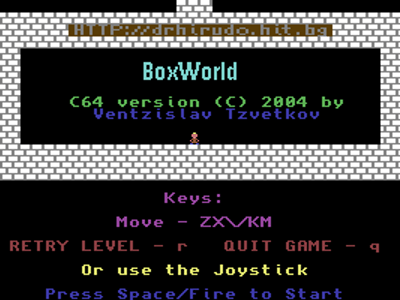 HTTP://drhirudo.hit.bg
BoxWorld
C64 version (C) 2004 by
Ventzislav Tzvetkov
Keys:
Move - ZX\/KM
RETRY LEVEL - r QUIT GAME - q
Or use the Joystick
Press Space/Fire to Start